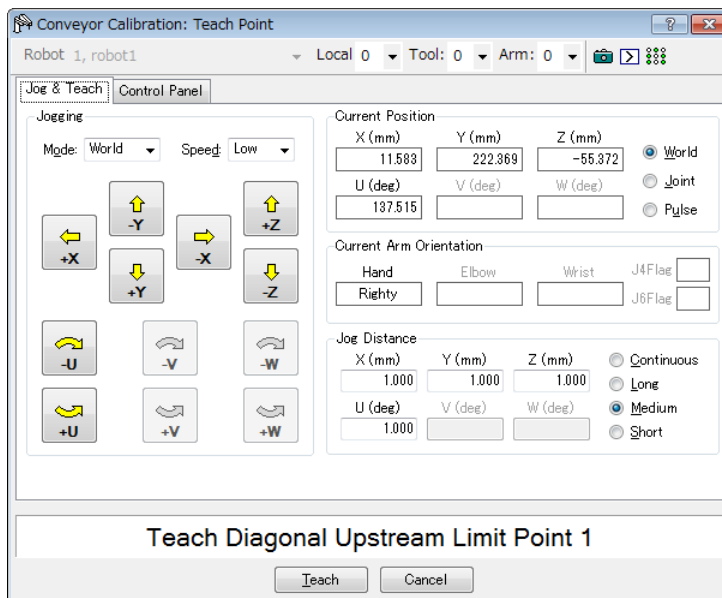 Conveyor Calibration: Teach Point
Robot 1, robot1 Local 0 Tool: 0 Arm: 0
Jog & Teach Control Panel
Jogging
Mode: World Speed: Low
-Y +Z
+X -X
+Y -Z
-U -V -W
+U +V +W
Current Position
X (mm) Y (mm) Z (mm)
11.583 222.369 -55.372
U (deg) V (deg) W (deg)
137.515
World
Joint
Pulse
Current Arm Orientation
Hand Elbow Wrist J4Flag
Righty J6Flag
Jog Distance
X (mm) Y (mm) Z (mm)
1.000 1.000 1.000
U (deg) V (deg) W (deg)
1.000
Continuous
Long
Medium
Short
Teach Diagonal Upstream Limit Point 1
Teach Cancel